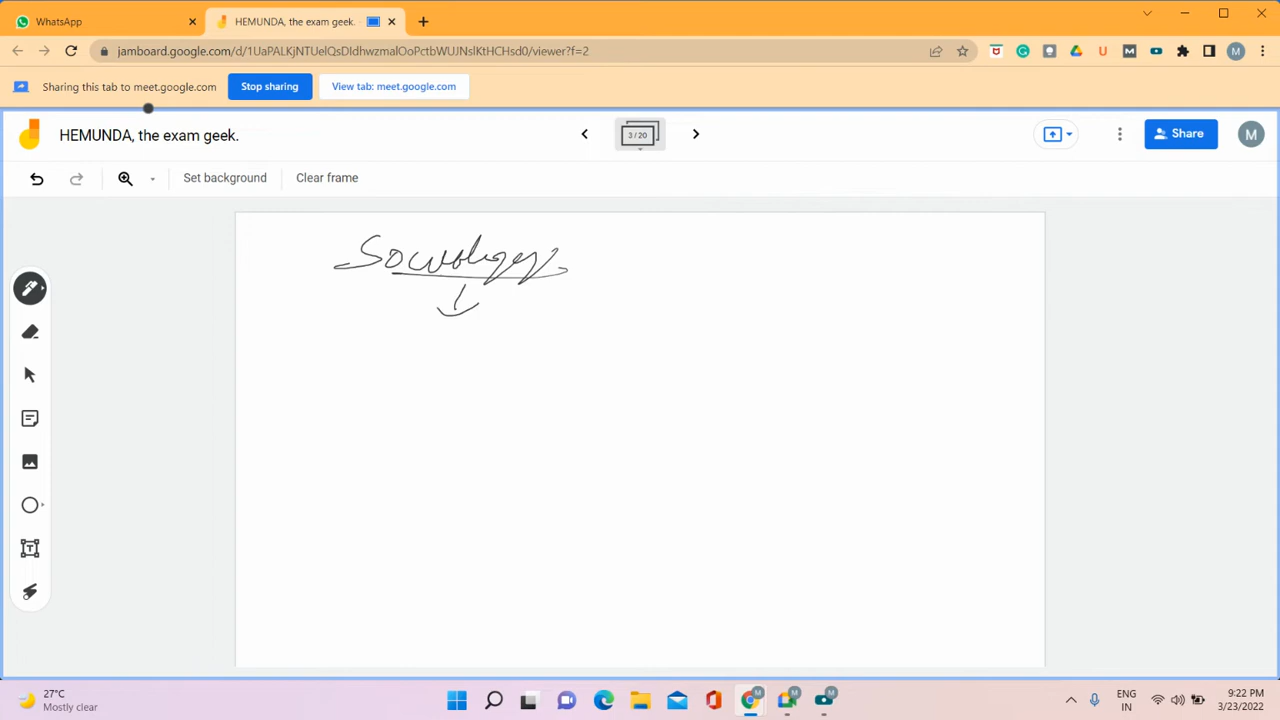 WhatsApp
HEMUNDA, the exam geek.
jamboard.google.com/d/1UaPALKjNTUelQsDIdhwzmalOoPctbWUJNslKtHCHsd0/viewer?f=2
Sharing this tab to meet.google.com
Stop sharing
View tab: meet.google.com
HEMUNDA, the exam geek.
3 / 20
Share
M
Set background
Clear frame
Sociology
27°C
Mostly clear
ENG
IN
9:22 PM
3/23/2022